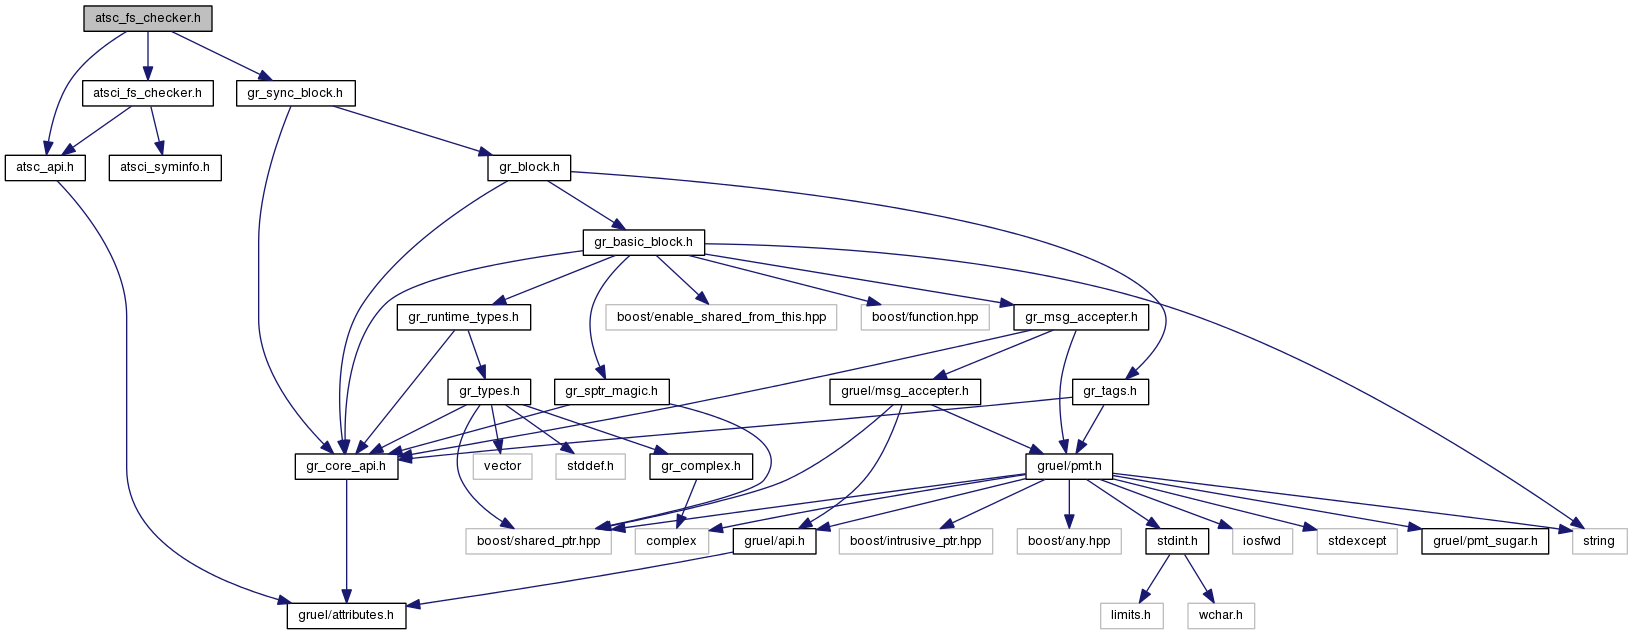 atsc_fs_checker.h
atsci_fs_checker.h
gr_sync_block.h
atsc_api.h
atsci_syminfo.h
gr_block.h
gr_basic_block.h
gr_runtime_types.h
boost/enable_shared_from_this.hpp
boost/function.hpp
gr_msg_accepter.h
gr_types.h
gr_sptr_magic.h
gruel/msg_accepter.h
gr_tags.h
gr_core_api.h
vector
stddef.h
gr_complex.h
gruel/pmt.h
boost/shared_ptr.hpp
complex
gruel/api.h
boost/intrusive_ptr.hpp
boost/any.hpp
stdint.h
iosfwd
stdexcept
gruel/pmt_sugar.h
string
gruel/attributes.h
limits.h
wchar.h